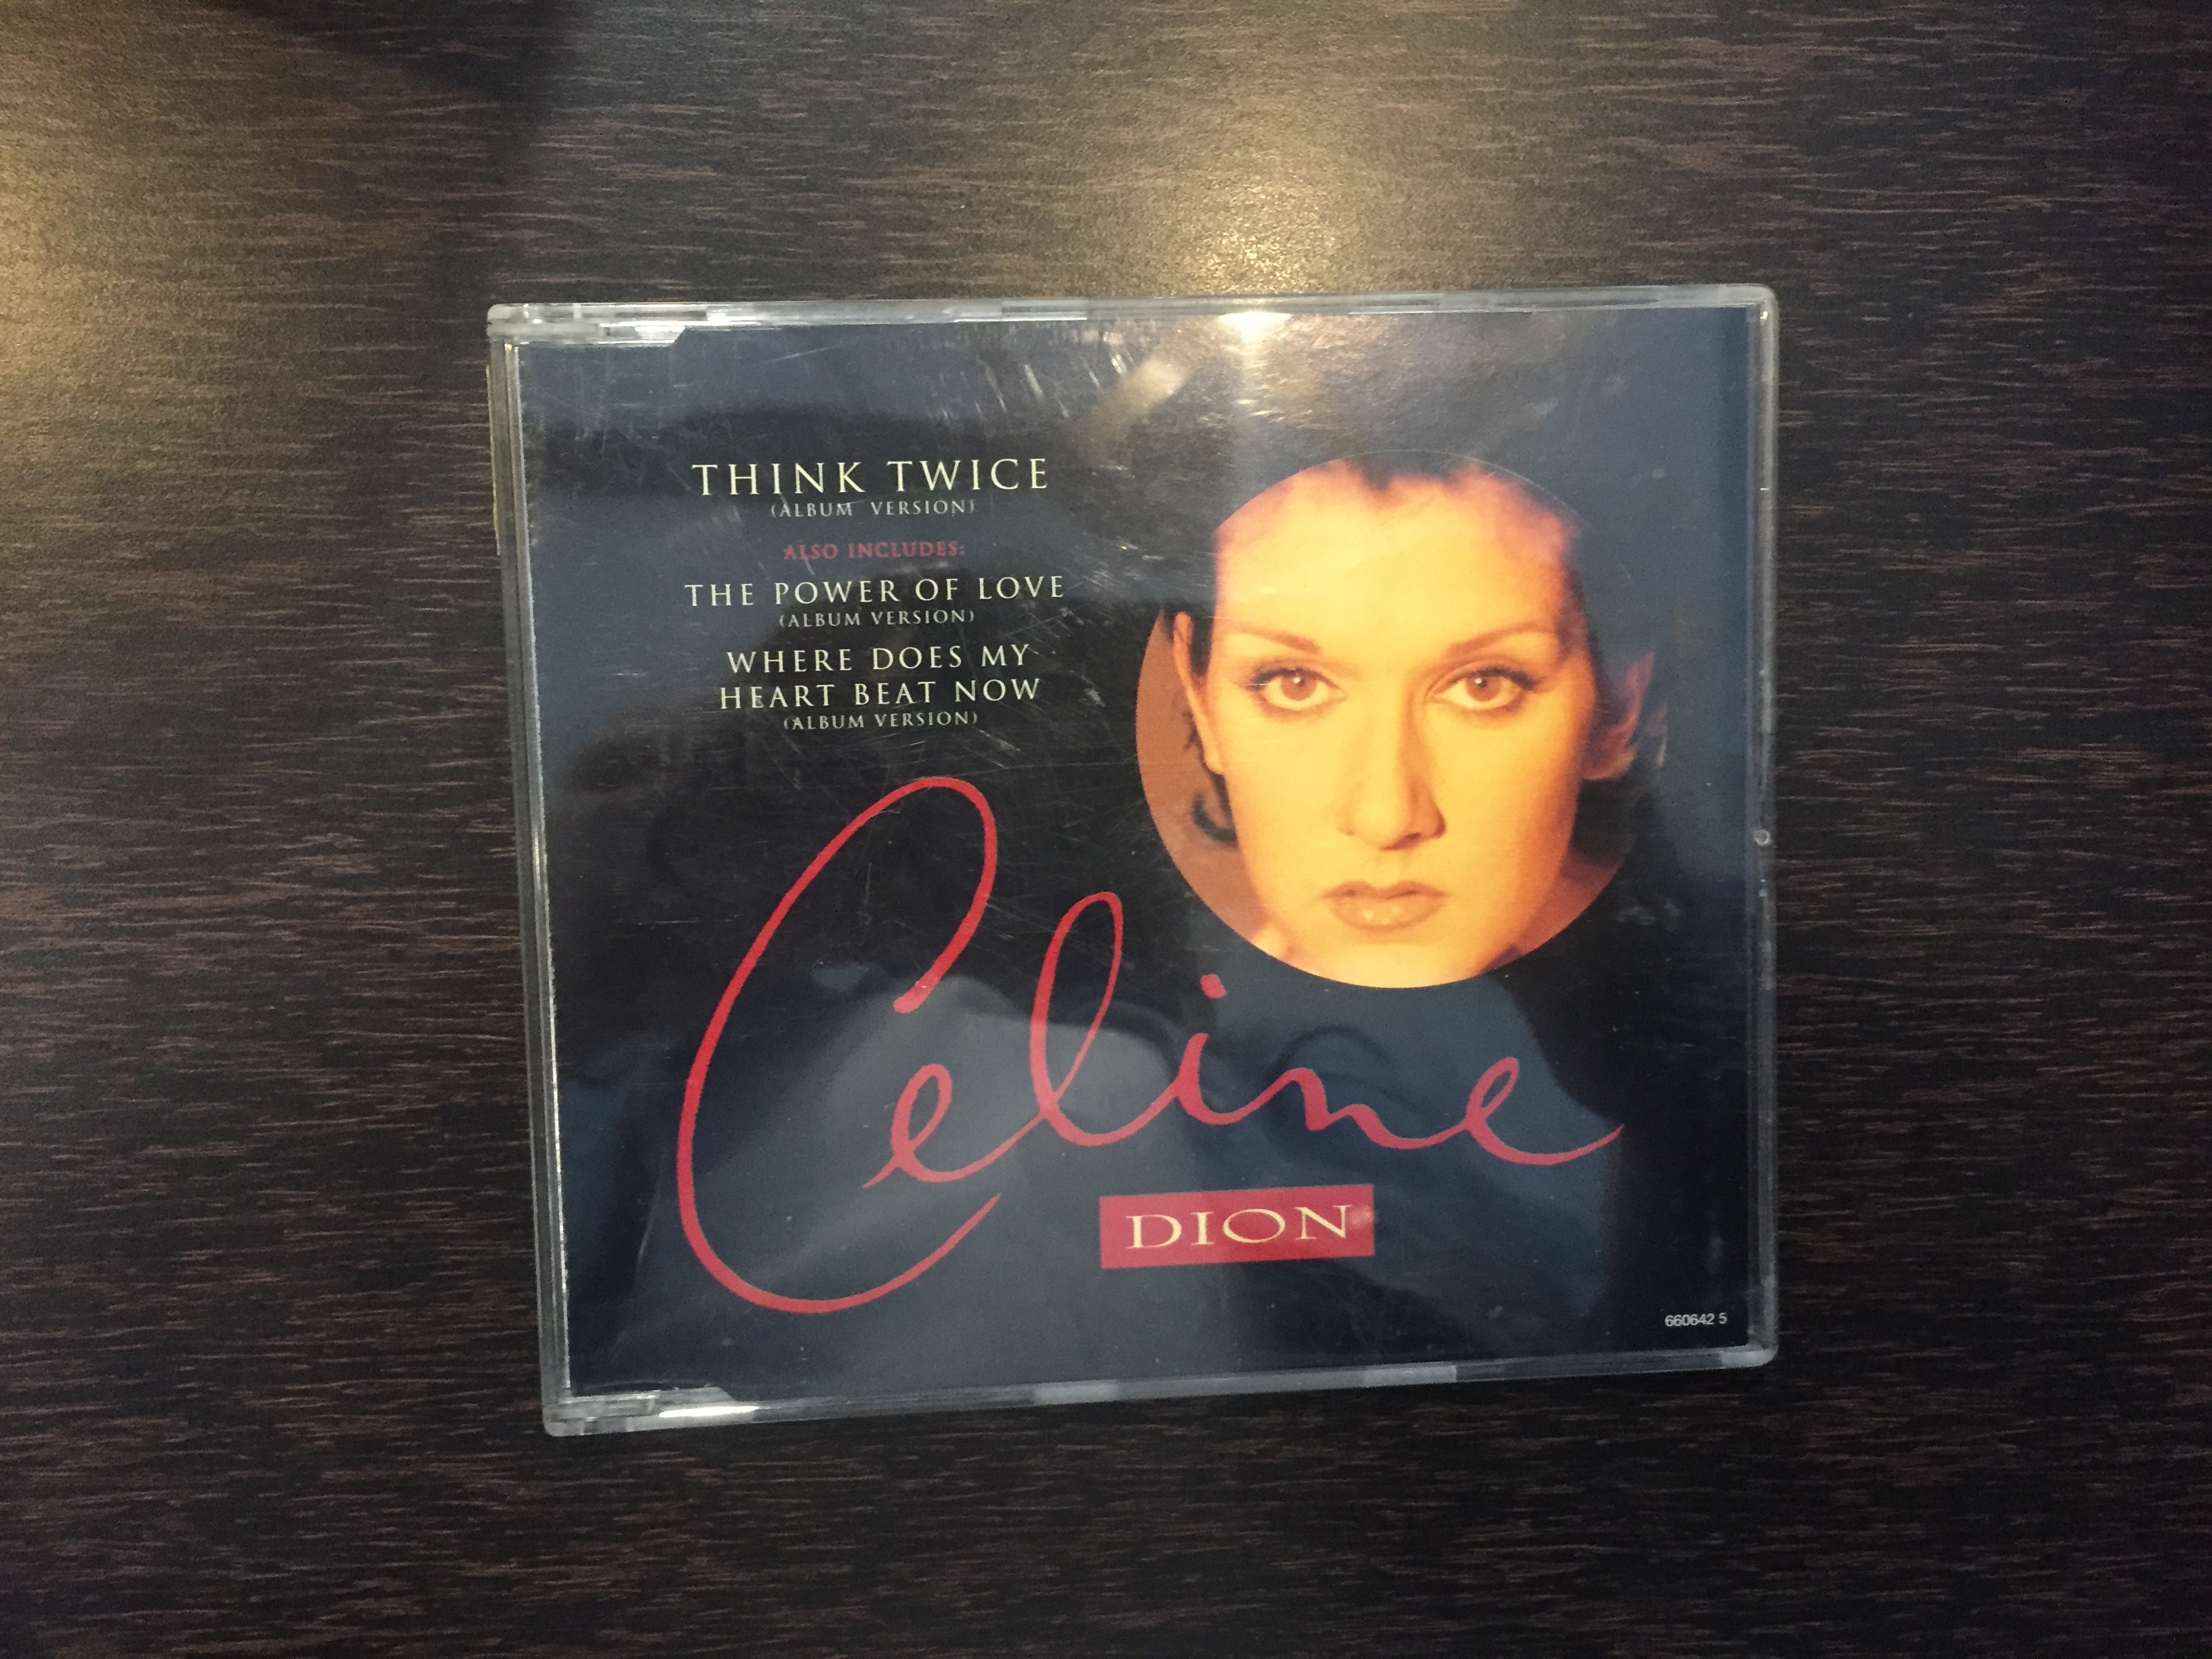 THINK TWICE
(ALBUM VERSION)
ALSO INCLUDES:
THE POWER OF LOVE
(ALBUM VERSION)
WHERE DOES MY
HEART BEAT NOW
(ALBUM VERSION)
Celine
DION
660642 5